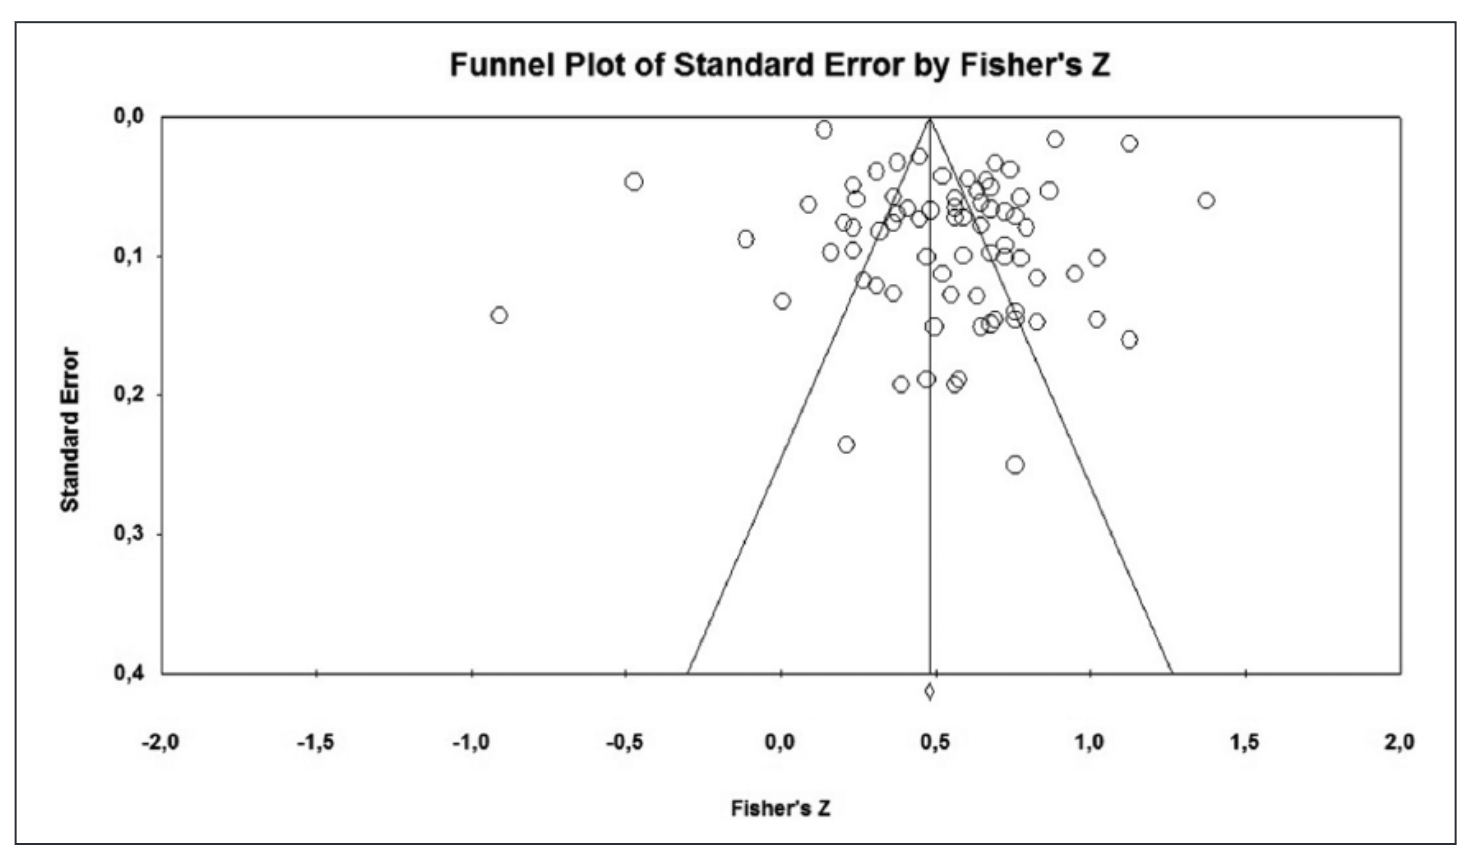 Funnel Plot of Standard Error by Fisher's Z
0,0
0,1
0,2
0,3
0,4
Standard Error
-2,0 -1,5 -1,0 -0,5 0,0 0,5 1,0 1,5 2,0
Fisher's Z